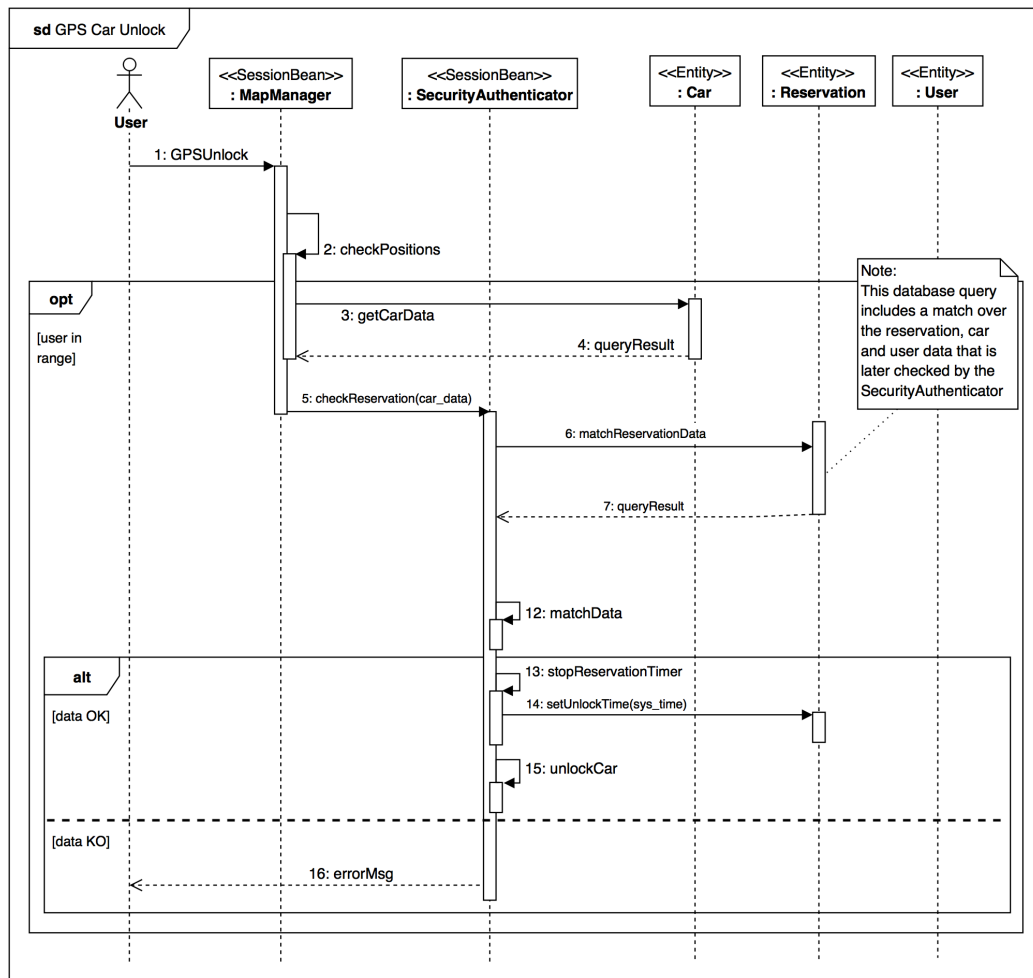 sd GPS Car Unlock
User
<<SessionBean>>
: MapManager
<<SessionBean>>
: SecurityAuthenticator
<<Entity>>
: Car
<<Entity>>
: Reservation
<<Entity>>
: User
1: GPSUnlock
2: checkPositions
Note:
This database query
includes a match over
the reservation, car
and user data that is
later checked by the
SecurityAuthenticator
opt
[user in
range]
3: getCarData
4: queryResult
5: checkReservation(car_data)
6: matchReservationData
7: queryResult
12: matchData
alt
13: stopReservationTimer
[data OK]
14: setUnlockTime(sys_time)
15: unlockCar
[data KO]
16: errorMsg